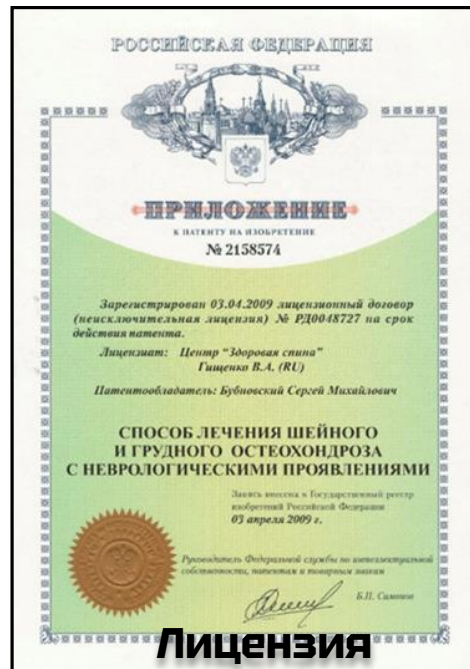 РОССИЙСКАЯ ФЕДЕРАЦИЯ
ПРИЛОЖЕНИЕ
К ПАТЕНТУ НА ИЗОБРЕТЕНИЕ
№ 2158574
Зарегистрирован 03.04.2009 лицензионный договор
(неисключительная лицензия) № РД0048727 на срок
действия патента.
Лицензиат: Центр "Здоровая спина"
Гищенко В.А. (RU)
Патентообладатель: Бубновский Сергей Михайлович
СПОСОБ ЛЕЧЕНИЯ ШЕЙНОГО
И ГРУДНОГО ОСТЕОХОНДРОЗА
С НЕВРОЛОГИЧЕСКИМИ ПРОЯВЛЕНИЯМИ
Запись внесена в Государственный реестр
изобретений Российской Федерации
03 апреля 2009 г.
Руководитель Федеральной службы по интеллектуальной
собственности, патентам и товарным знакам
Б.П. Симонов
Лицензия